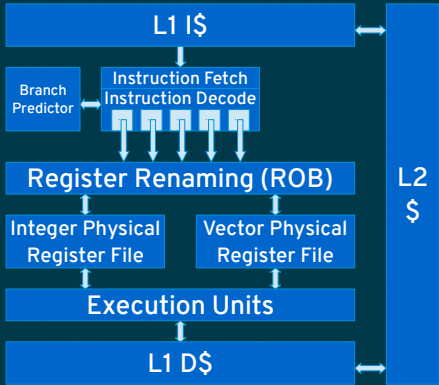 L1 I$
Branch
Predictor
Instruction Fetch
Instruction Decode
Register Renaming (ROB)
Integer Physical
Register File
Vector Physical
Register File
Execution Units
L1 D$
L2
$